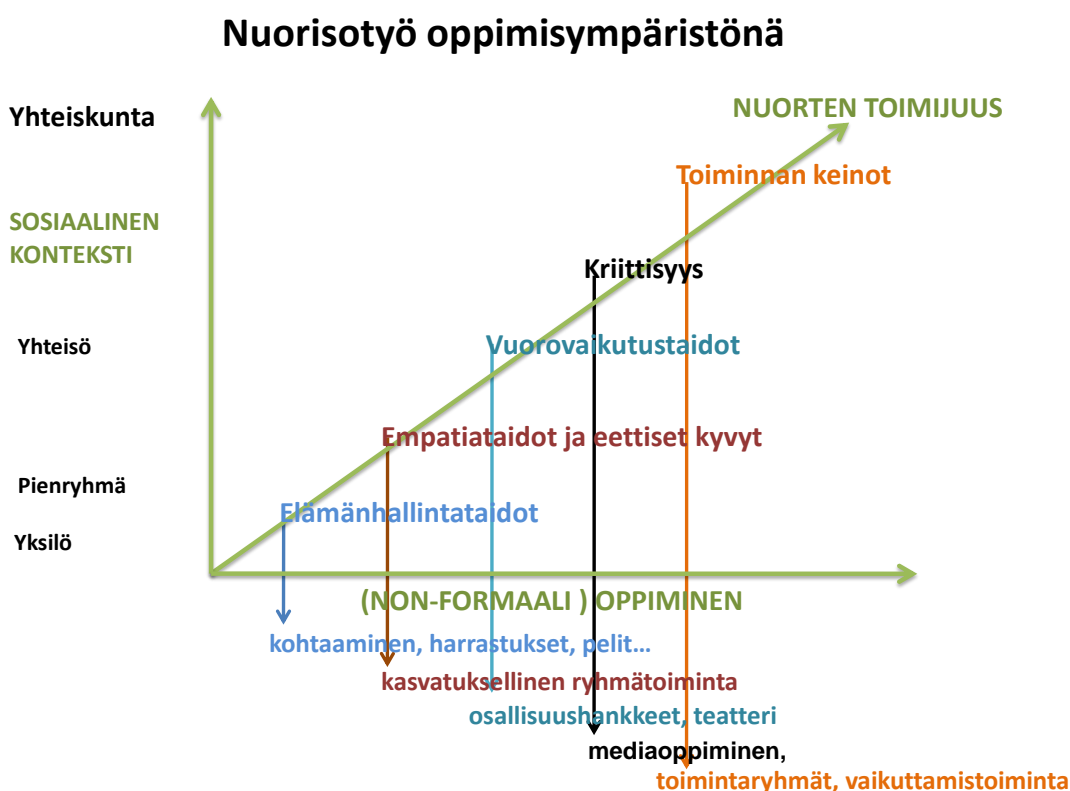 Nuorisotyö oppimisympäristönä
Yhteiskunta
NUORTEN TOIMIJUUS
Toiminnan keinot
SOSIAALINEN
KONTEKSTI
Kriittisyys
Yhteisö
Vuorovaikutustaidot
Empatiataidot ja eettiset kyvyt
Pienryhmä
Elämänhallintataidot
Yksilö
(NON-FORMAALI ) OPPIMINEN
kohtaaminen, harrastukset, pelit…
kasvatuksellinen ryhmätoiminta
osallisuushankkeet, teatteri
mediaoppiminen,
toimintaryhmät, vaikuttamistoiminta